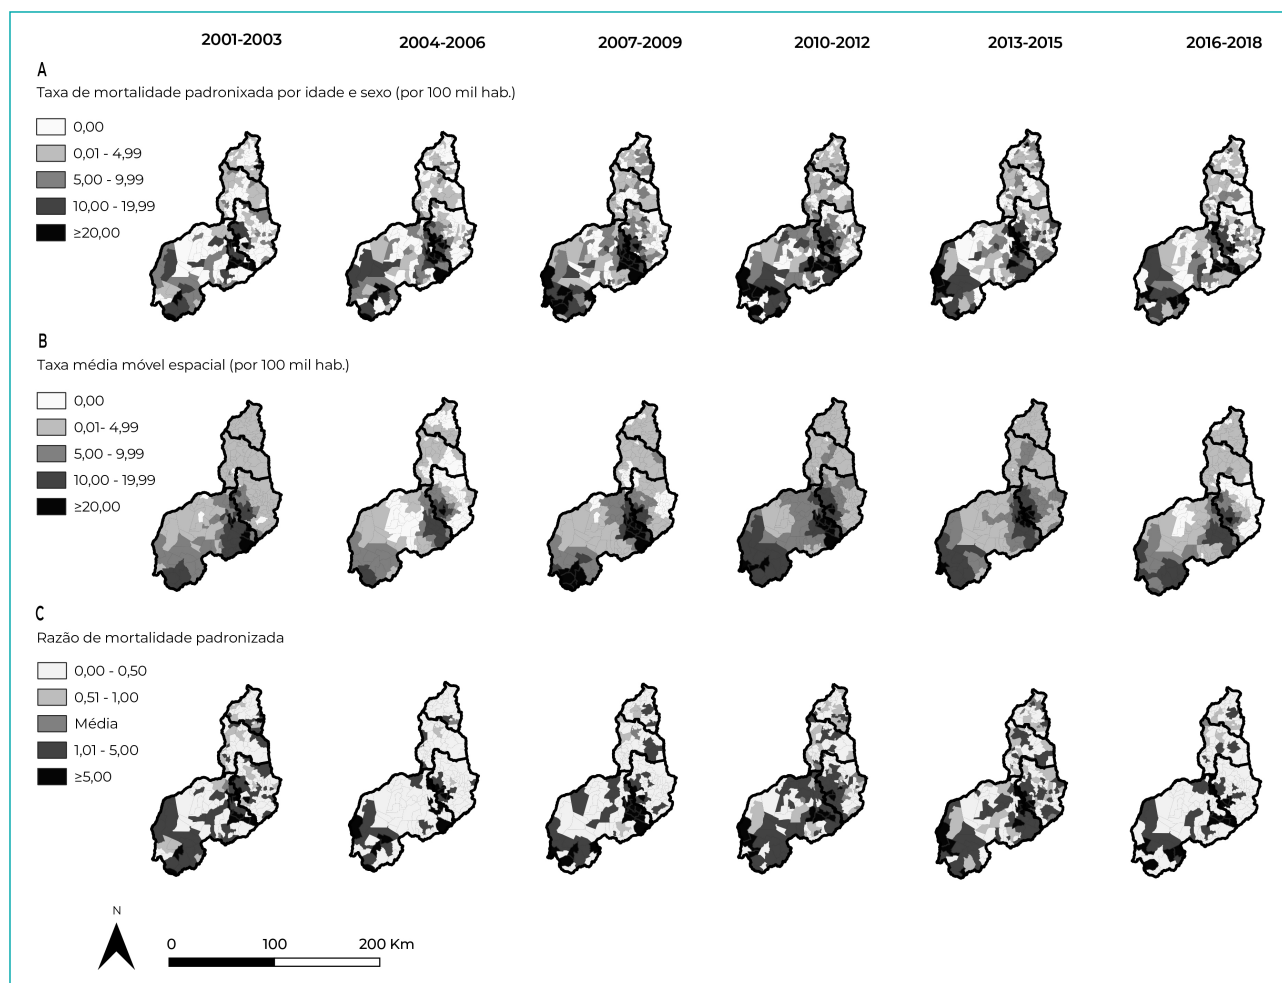 2001-2003
2004-2006
2007-2009
2010-2012
2013-2015
2016-2018
A
Taxa de mortalidade padronixada por idade e sexo (por 100 mil hab.)
0,00
0,01 - 4,99
5,00 - 9,99
10,00 - 19,99
≥20,00
B
Taxa média móvel espacial (por 100 mil hab.)
0,00
0,01- 4,99
5,00 - 9,99
10,00 - 19,99
≥20,00
C
Razão de mortalidade padronizada
0,00 - 0,50
0,51 - 1,00
Média
1,01 - 5,00
≥5,00
N
0 100 200 Km